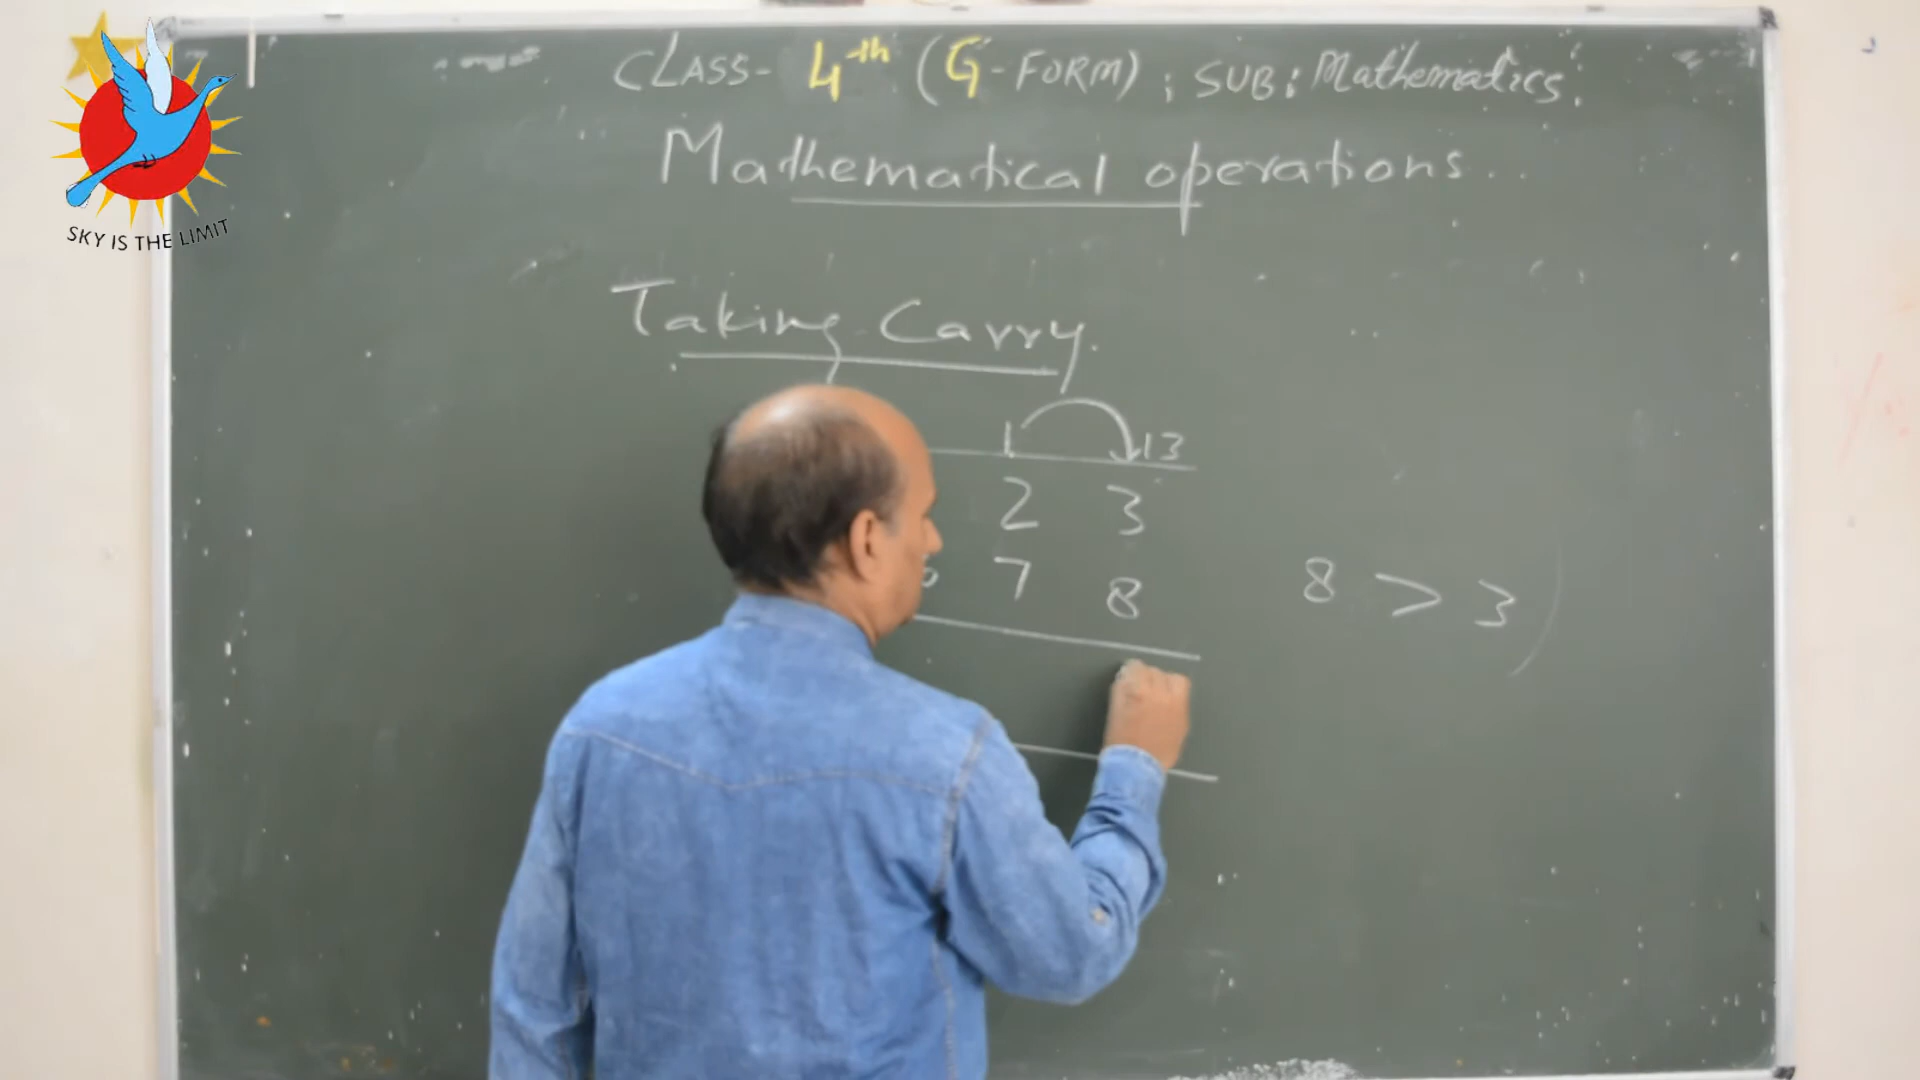 CLASS- 4th (G-FORM) ; SUB: Mathematics.
Mathematical operations..
SKY IS THE LIMIT
Taking Carry.
1 13
2 3
7 8
8 > 3